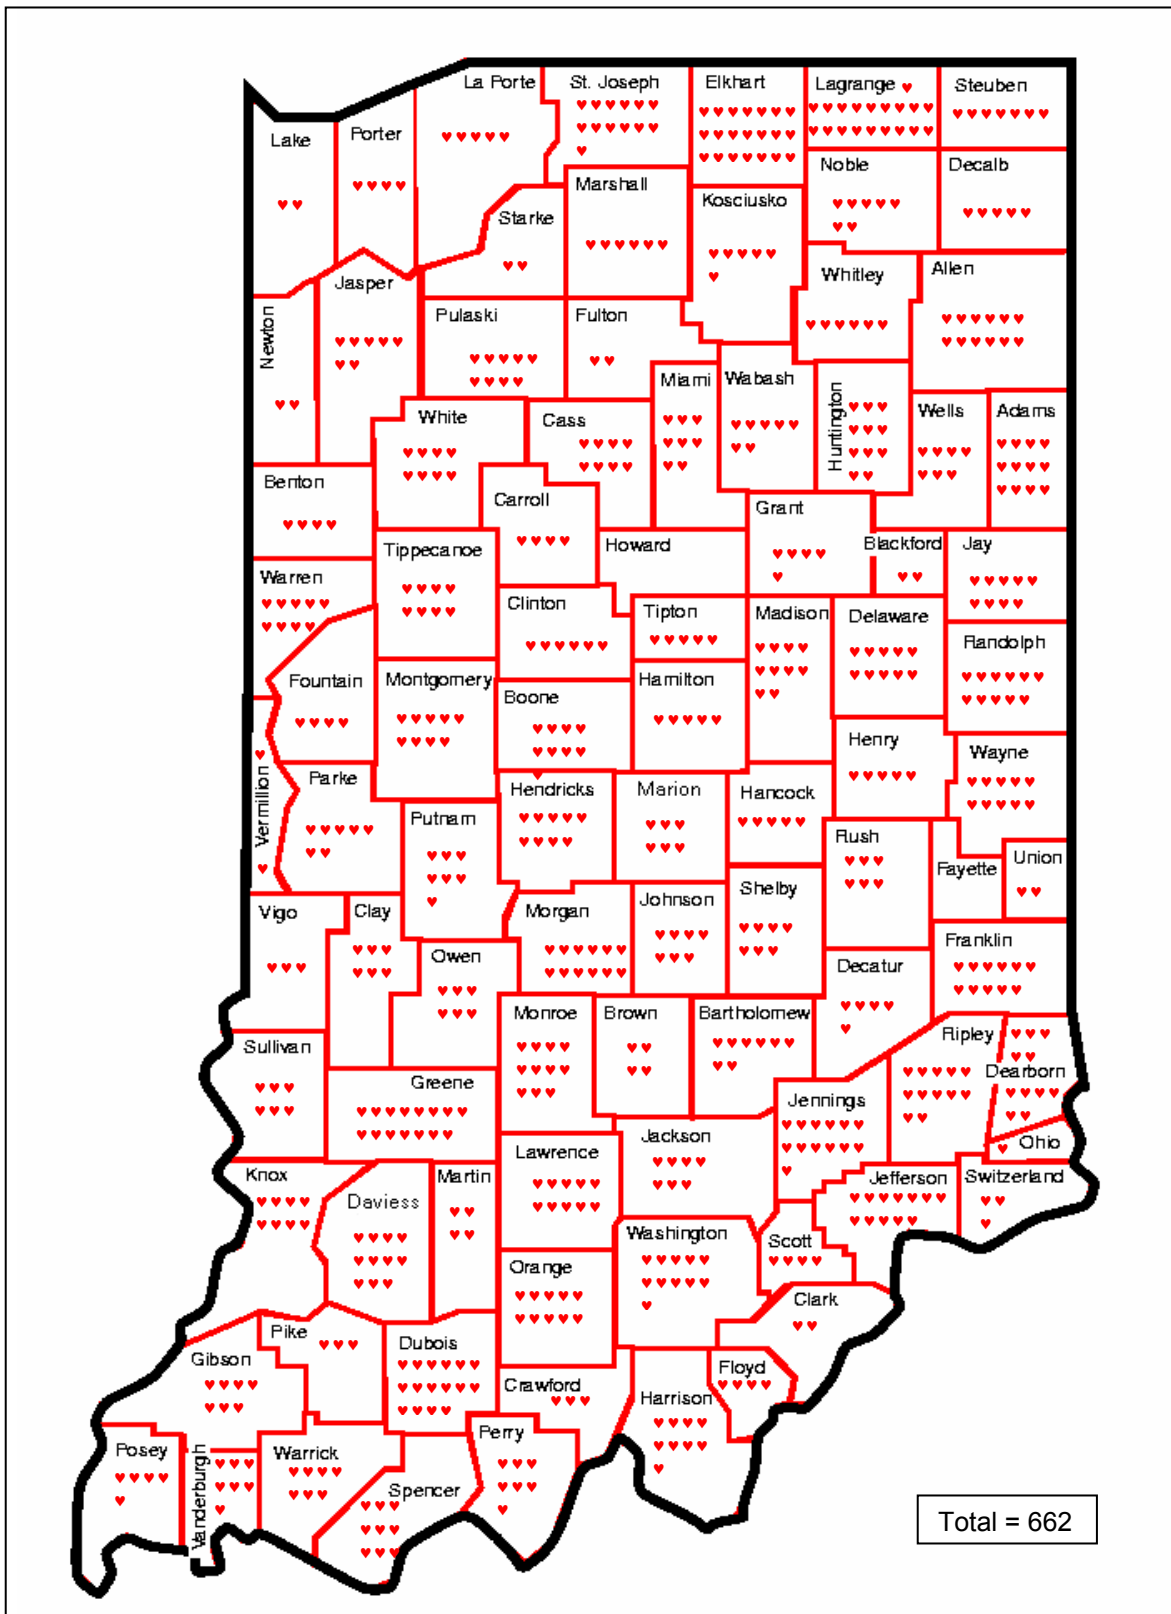 La Porte
St. Joseph
Elkhart
Lagrange
Steuben
Lake
Porter
Noble
Decalb
Marshall
Kosciusko
Starke
Jasper
Whitley
Allen
Newton
Pulaski
Fulton
Miami
Wabash
Huntington
Wells
Adams
White
Cass
Benton
Carroll
Grant
Tippecanoe
Howard
Blackford
Jay
Warren
Clinton
Tipton
Madison
Delaware
Randolph
Fountain
Montgomery
Boone
Hamilton
Henry
Wayne
Vermillion
Parke
Hendricks
Marion
Hancock
Putnam
Rush
Fayette
Union
Vigo
Clay
Morgan
Johnson
Shelby
Franklin
Owen
Decatur
Monroe
Brown
Bartholomew
Ripley
Sullivan
Dearborn
Greene
Jennings
Jackson
Ohio
Lawrence
Knox
Daviess
Martin
Jefferson
Switzerland
Washington
Scott
Orange
Clark
Pike
Dubois
Gibson
Crawford
Floyd
Harrison
Posey
Vanderburgh
Warrick
Perry
Spencer
Total = 662